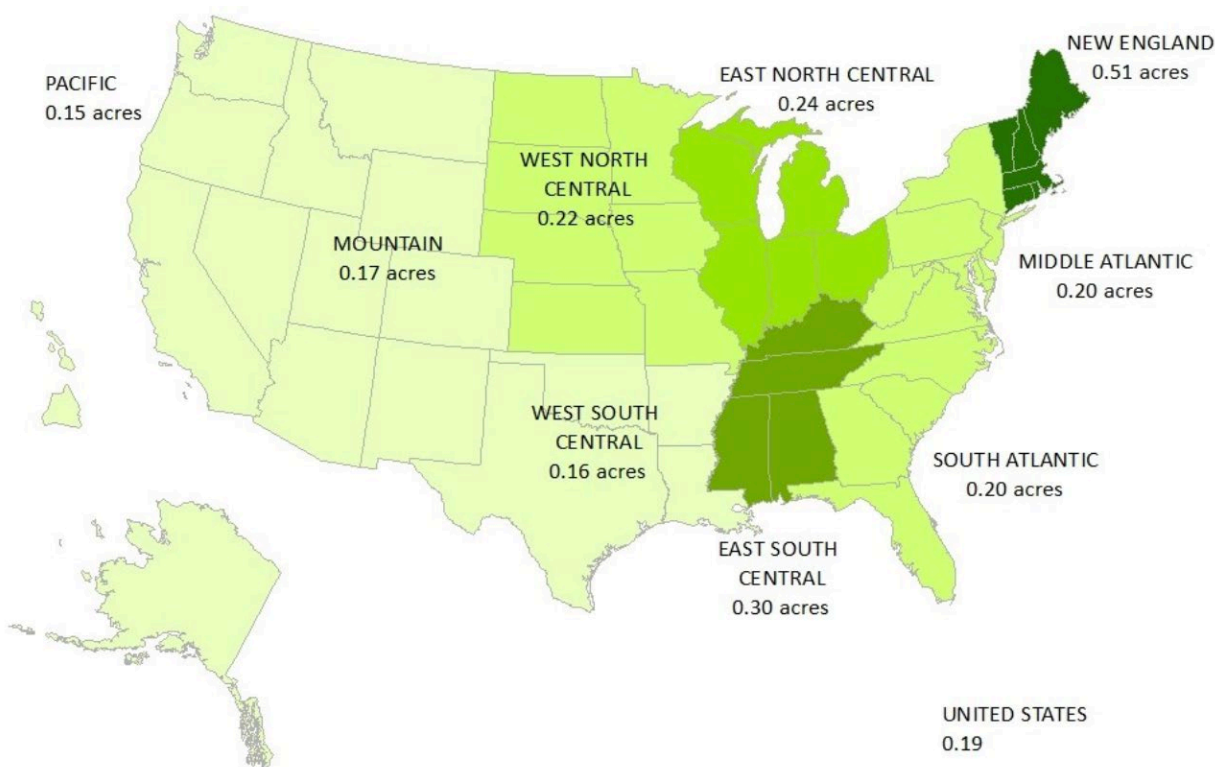 NEW ENGLAND
0.51 acres
EAST NORTH CENTRAL
0.24 acres
PACIFIC
0.15 acres
WEST NORTH
CENTRAL
0.22 acres
MOUNTAIN
0.17 acres
MIDDLE ATLANTIC
0.20 acres
WEST SOUTH
CENTRAL
0.16 acres
SOUTH ATLANTIC
0.20 acres
EAST SOUTH
CENTRAL
0.30 acres
UNITED STATES
0.19